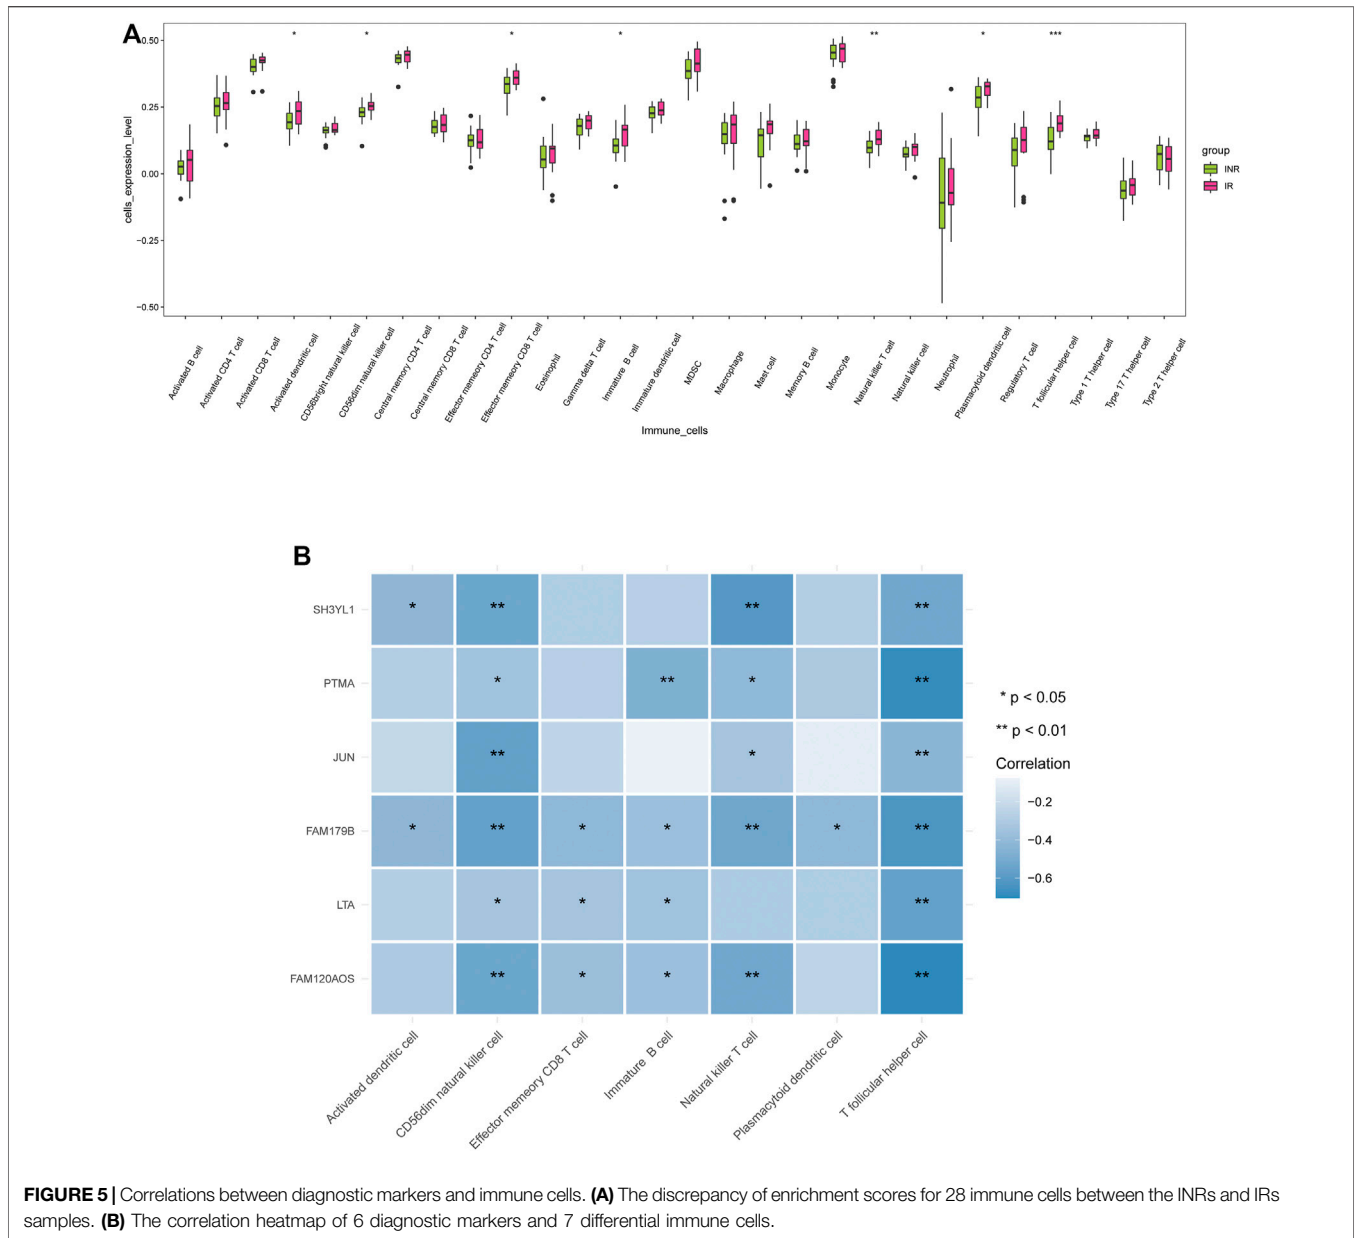 A
* * * * ** * ***
0.50
0.25
0.00
−0.25
−0.50
cells_expression_level
group
INR
IR
Activated B cell
Activated CD4 T cell
Activated CD8 T cell
Activated dendritic cell
CD56bright natural killer cell
CD56dim natural killer cell
Central memory CD4 T cell
Central memory CD8 T cell
Effector memeory CD4 T cell
Effector memeory CD8 T cell
Eosinophil
Gamma delta T cell
Immature  B cell
Immature dendritic cell
MDSC
Macrophage
Mast cell
Memory B cell
Monocyte
Natural killer T cell
Natural killer cell
Neutrophil
Plasmacytoid dendritic cell
Regulatory T cell
T follicular helper cell
Type 1 T helper cell
Type 17 T helper cell
Type 2 T helper cell
Immune_cells
B
SH3YL1 * ** ** **
PTMA * ** * **
JUN ** * **
FAM179B * ** * * ** * **
LTA * * * **
FAM120AOS ** * * ** **
Activated dendritic cell
CD56dim natural killer cell
Effector memeory CD8 T cell
Immature  B cell
Natural killer T cell
Plasmacytoid dendritic cell
T follicular helper cell
* p < 0.05
** p < 0.01
Correlation
−0.2
−0.4
−0.6
FIGURE 5 | Correlations between diagnostic markers and immune cells. (A) The discrepancy of enrichment scores for 28 immune cells between the INRs and IRs
samples. (B) The correlation heatmap of 6 diagnostic markers and 7 differential immune cells.